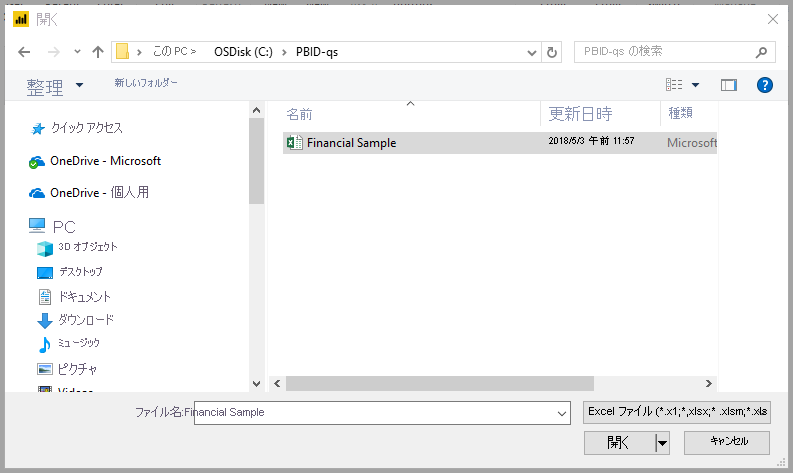 開く
このPC > OSDisk (C:) > PBID-qs
PBID-qs の検索
整理 新しいフォルダー
名前 更新日時 種類
クイック アクセス
Financial Sample 2018/5/3 午前 11:57 Microsoft
OneDrive - Microsoft
OneDrive - 個人用
PC
3D オブジェクト
デスクトップ
ドキュメント
ダウンロード
ミュージック
ピクチャ
Videos
ファイル名:Financial Sample Excel ファイル (*.x1;*,xlsx;* .xlsm;*.xls
開く キャンセル